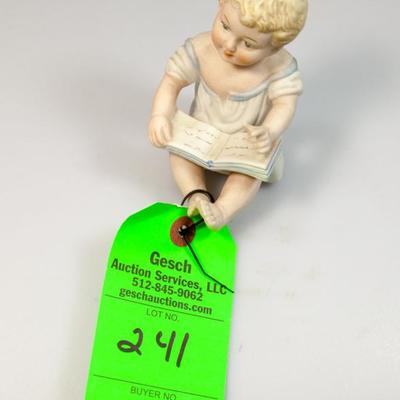 Gesch
Auction Services, LLC
512-845-9062
geschauctions.com
LOT NO.
241
BUYER NO.